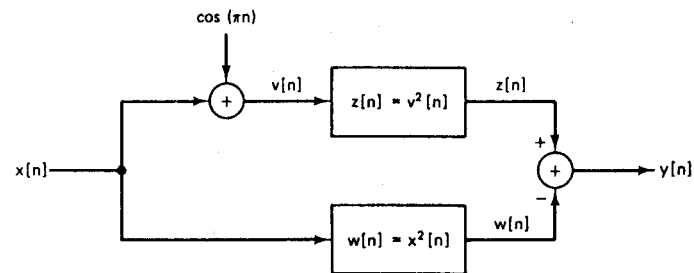 cos (πn)
v[n]
z[n] = v²[n]
z[n]
+
+
x[n]
+
y[n]
−
w[n] = x²[n]
w[n]